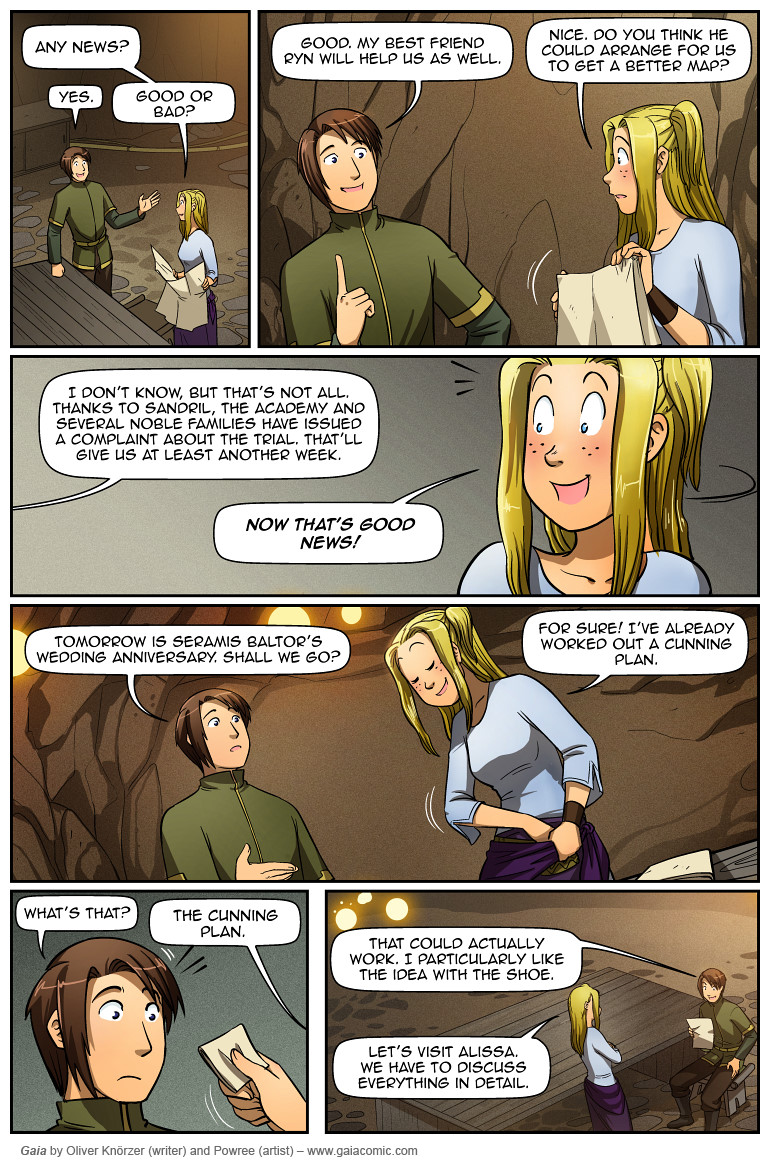 ANY NEWS?
YES.
GOOD OR
BAD?
GOOD. MY BEST FRIEND
RYN WILL HELP US AS WELL.
NICE. DO YOU THINK HE
COULD ARRANGE FOR US
TO GET A BETTER MAP?
I DON'T KNOW, BUT THAT'S NOT ALL.
THANKS TO SANDRIL, THE ACADEMY AND
SEVERAL NOBLE FAMILIES HAVE ISSUED
A COMPLAINT ABOUT THE TRIAL. THAT'LL
GIVE US AT LEAST ANOTHER WEEK.
NOW THAT'S GOOD
NEWS!
TOMORROW IS SERAMIS BALTOR'S
WEDDING ANNIVERSARY. SHALL WE GO?
FOR SURE! I'VE ALREADY
WORKED OUT A CUNNING
PLAN.
WHAT'S THAT?
THE CUNNING
PLAN.
THAT COULD ACTUALLY
WORK. I PARTICULARLY LIKE
THE IDEA WITH THE SHOE.
LET'S VISIT ALISSA.
WE HAVE TO DISCUSS
EVERYTHING IN DETAIL.
Gaia by Oliver Knörzer (writer) and Powree (artist) – www.gaiacomic.com